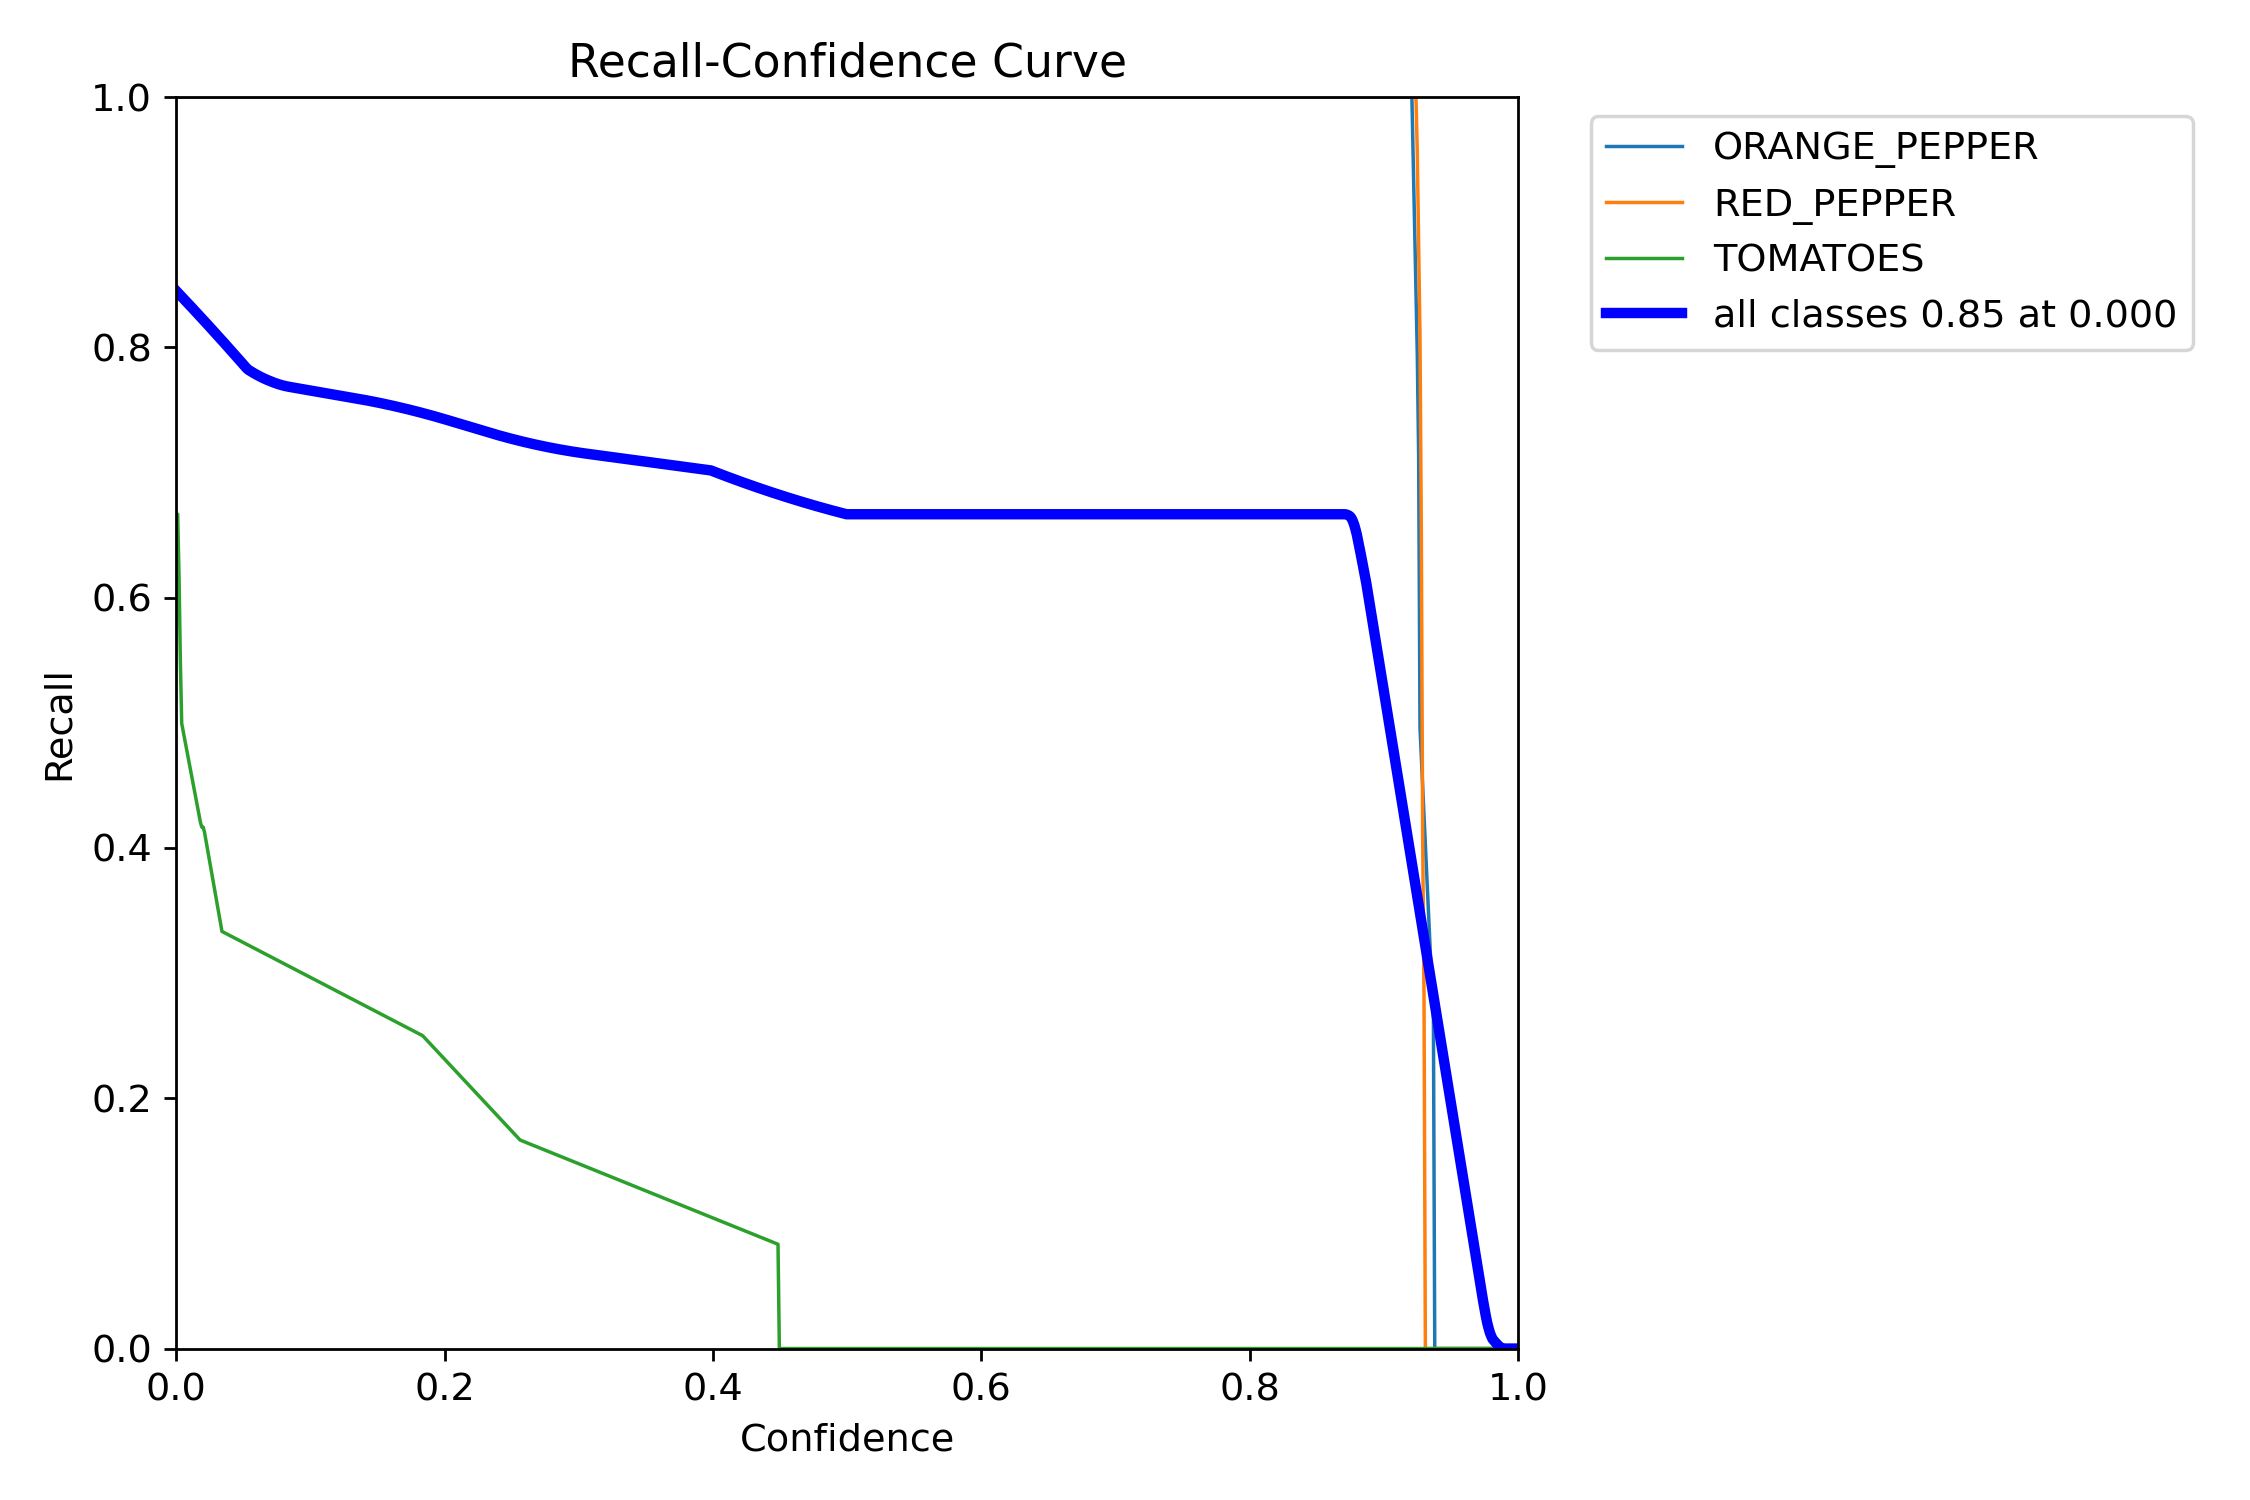 Recall-Confidence Curve
1.0
0.8
0.6
0.4
0.2
0.0
Recall
0.0 0.2 0.4 0.6 0.8 1.0
Confidence
ORANGE_PEPPER
RED_PEPPER
TOMATOES
all classes 0.85 at 0.000